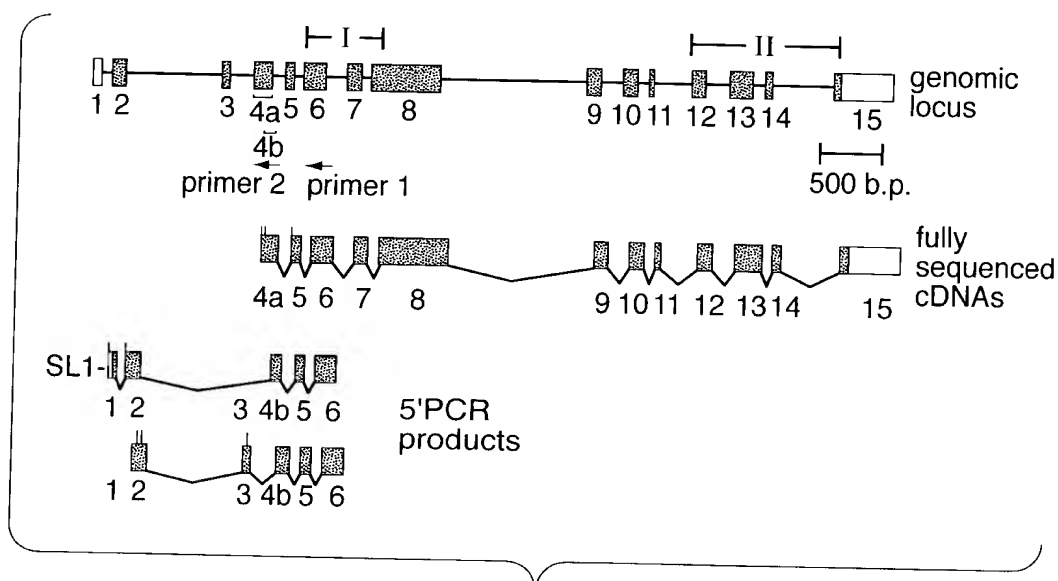 I II
genomic locus
1 2 3 4a 5 6 7 8 9 10 11 12 13 14 15
4b
500 b.p.
primer 2 primer 1
fully sequenced cDNAs
4a 5 6 7 8 9 10 11 12 13 14 15
SL1-
1 2 3 4b 5 6
5'PCR products
1 2 3 4b 5 6